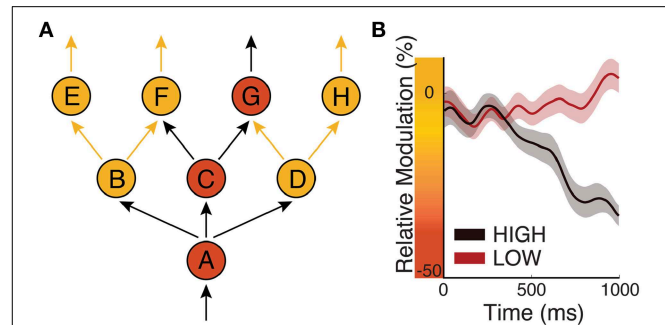 A
E
F
G
H
B
C
D
A
B
Relative Modulation (%)
0
-50
HIGH
LOW
0
500
1000
Time (ms)